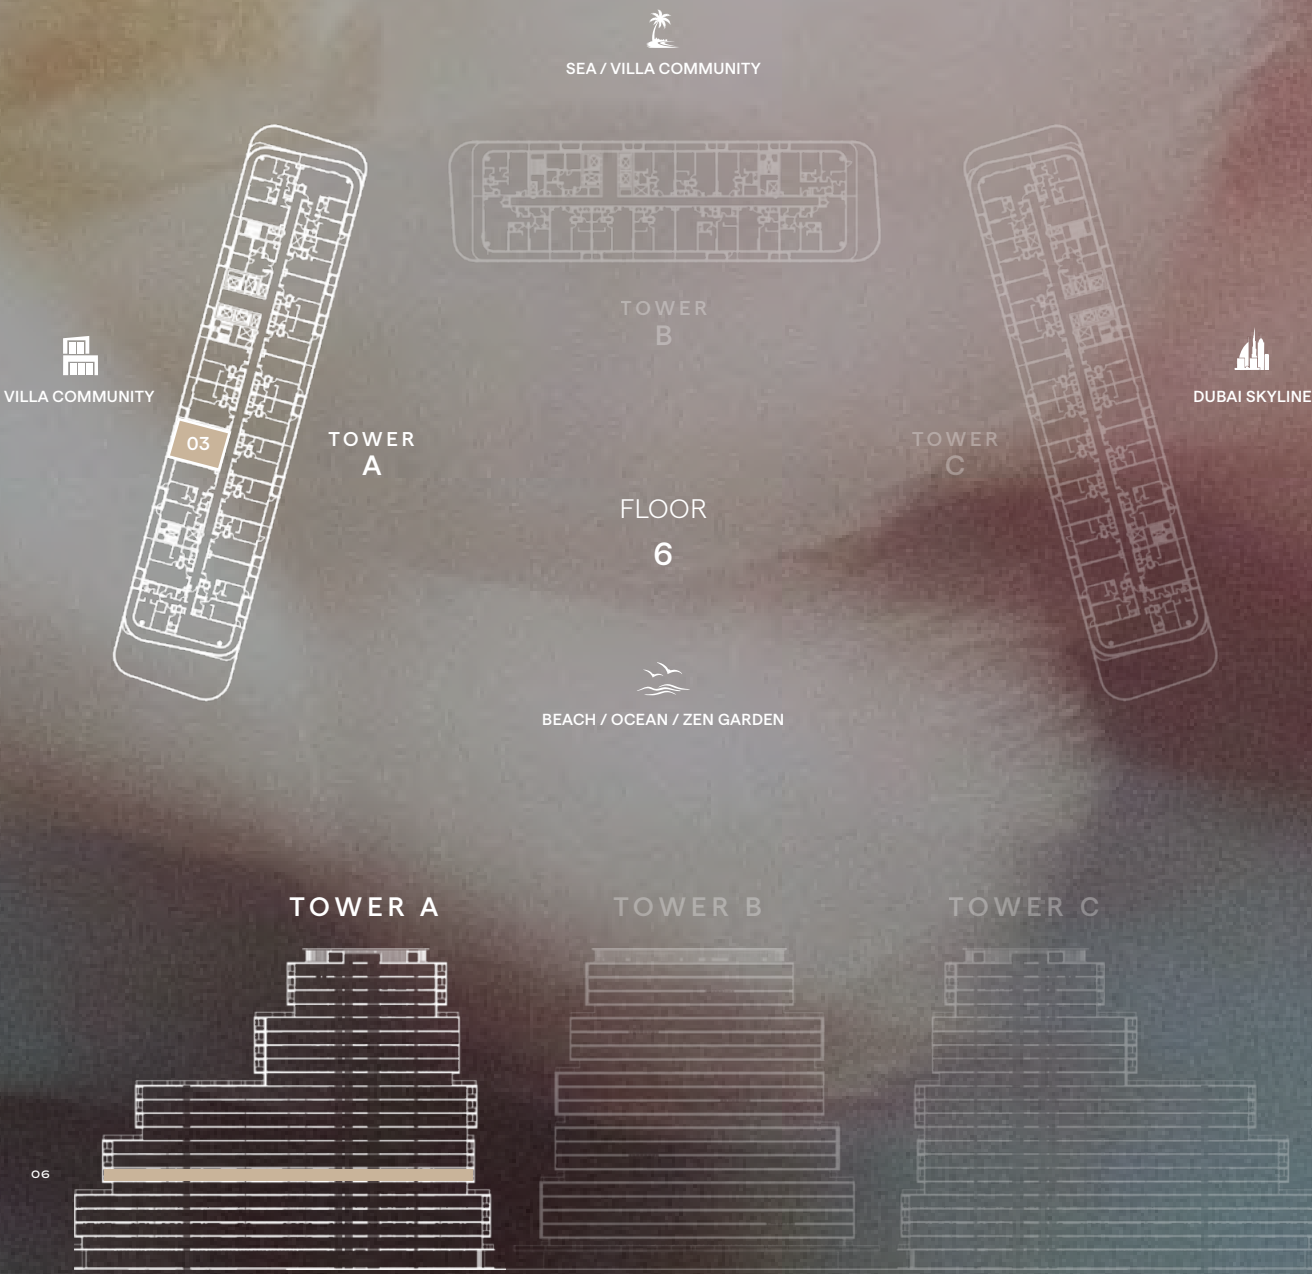 SEA / VILLA COMMUNITY
TOWER
B
VILLA COMMUNITY
DUBAI SKYLINE
03
TOWER
A
TOWER
C
FLOOR
6
BEACH / OCEAN / ZEN GARDEN
TOWER A
TOWER B
TOWER C
06